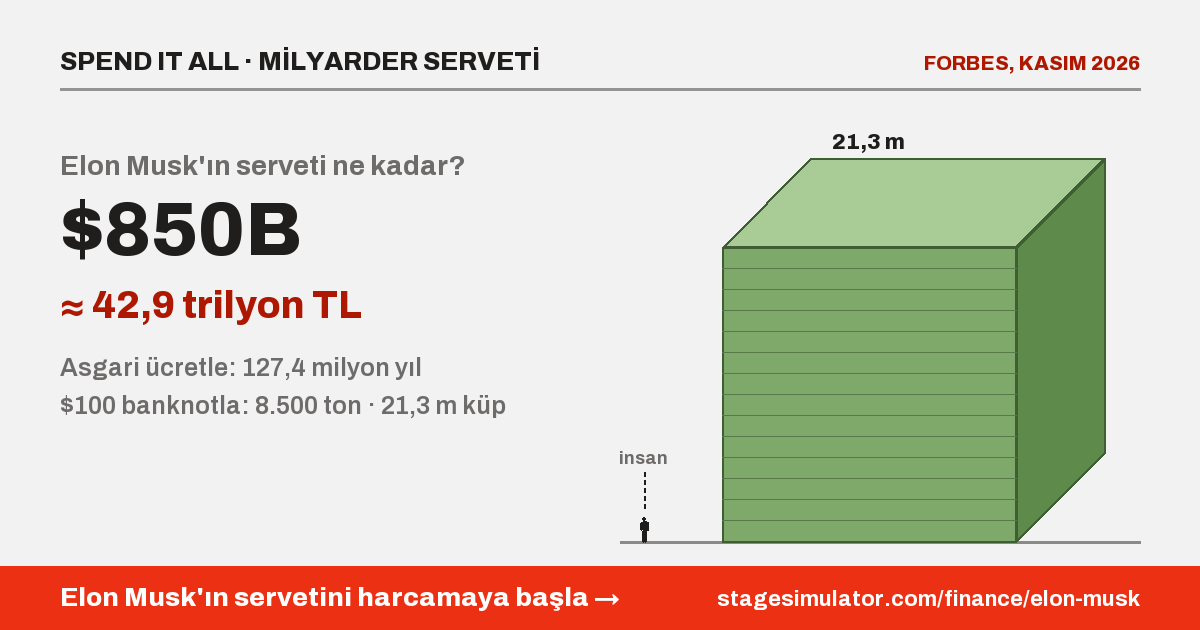 SPEND IT ALL · MİLYARDER SERVETİ
FORBES, KASIM 2026
Elon Musk'ın serveti ne kadar?
$850B
≈ 42,9 trilyon TL
Asgari ücretle: 127,4 milyon yıl
$100 banknotla: 8.500 ton · 21,3 m küp
21,3 m
insan
Elon Musk'ın servetini harcamaya başla →
stagesimulator.com/finance/elon-musk